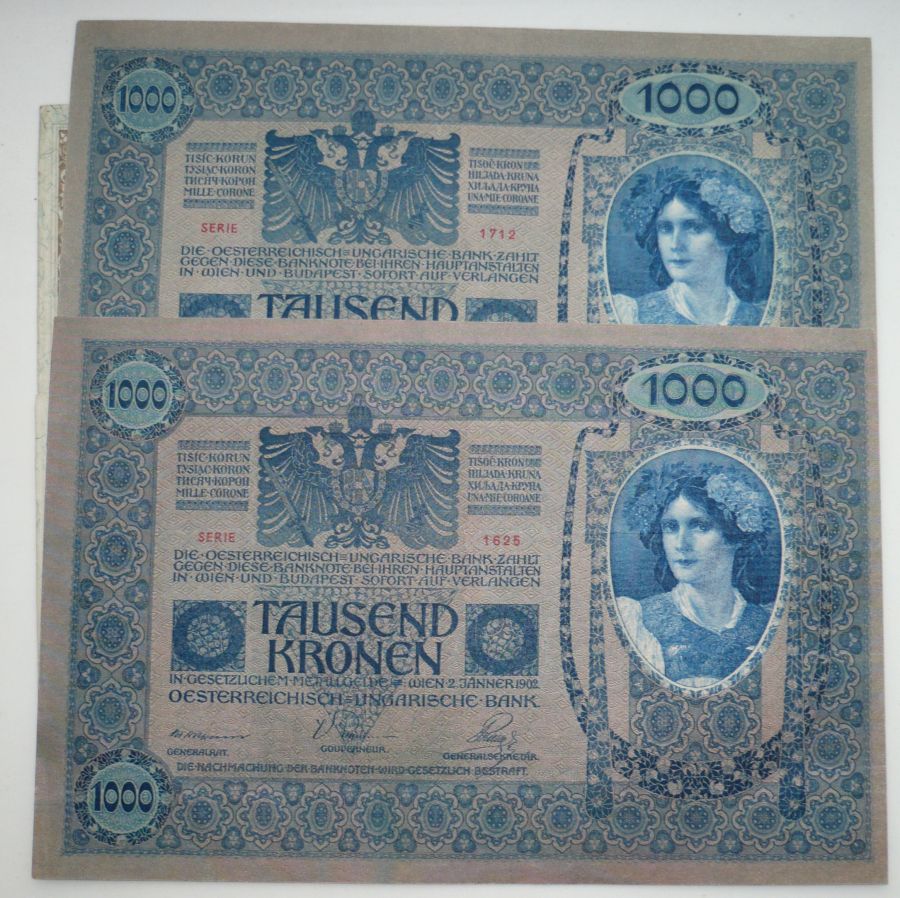 1000
1000
TISÍC·KORUN
TYSIĄC·KORON
ТИСЯЧ·КОРОН
MILLE·CORONE
TISOČ·KRON
HILJADA·KRUNA
ХИЉАДА·КРУНА
UNA·MIE·COROANE
SERIE 1712
DIE·OESTERREICHISCH=UNGARISCHE·BANK·ZAHLT
GEGEN·DIESE·BANKNOTE·BEI·IHREN·HAUPTANSTALTEN
IN·WIEN·UND·BUDAPEST·SOFORT·AUF·VERLANGEN
TAUSEND
1000
1000
TISÍC·KORUN
TYSIĄC·KORON
ТИСЯЧ·КОРОН
MILLE·CORONE
TISOČ·KRON
HILJADA·KRUNA
ХИЉАДА·КРУНА
UNA·MIE·COROANE
SERIE 1625
DIE·OESTERREICHISCH=UNGARISCHE·BANK·ZAHLT
GEGEN·DIESE·BANKNOTE·BEI·IHREN·HAUPTANSTALTEN
IN·WIEN·UND·BUDAPEST·SOFORT·AUF·VERLANGEN
TAUSEND
KRONEN
IN·GESETZLICHEM·METALLGELDE WIEN·2·JÄNNER·1902
OESTERREICHISCH=UNGARISCHE·BANK·
GENERALRAT.
GOUVERNEUR.
GENERALSEKRETÄR.
DIE·NACHMACHUNG·DER·BANKNOTEN·WIRD·GESETZLICH·BESTRAFT.
1000